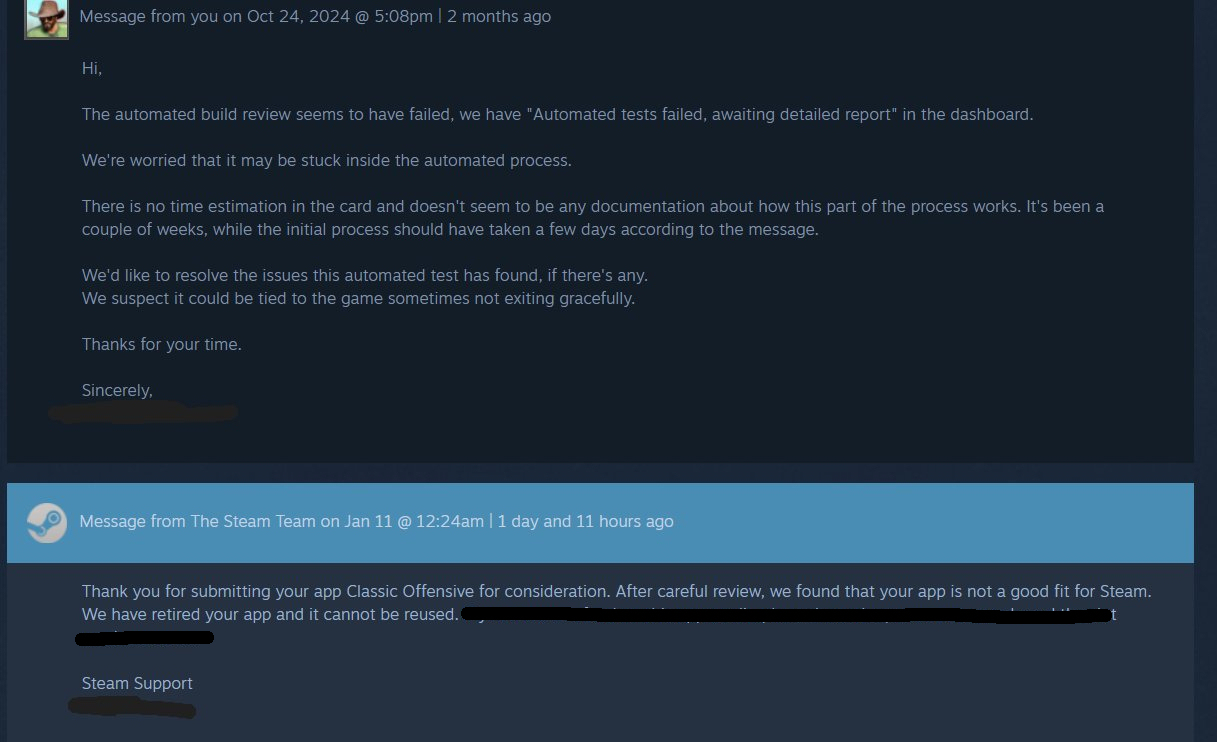 Message from you on Oct 24, 2024 @ 5:08pm | 2 months ago
Hi,
The automated build review seems to have failed, we have "Automated tests failed, awaiting detailed report" in the dashboard.
We're worried that it may be stuck inside the automated process.
There is no time estimation in the card and doesn't seem to be any documentation about how this part of the process works. It's been a
couple of weeks, while the initial process should have taken a few days according to the message.
We'd like to resolve the issues this automated test has found, if there's any.
We suspect it could be tied to the game sometimes not exiting gracefully.
Thanks for your time.
Sincerely,
Message from The Steam Team on Jan 11 @ 12:24am | 1 day and 11 hours ago
Thank you for submitting your app Classic Offensive for consideration. After careful review, we found that your app is not a good fit for Steam.
We have retired your app and it cannot be reused.
Steam Support